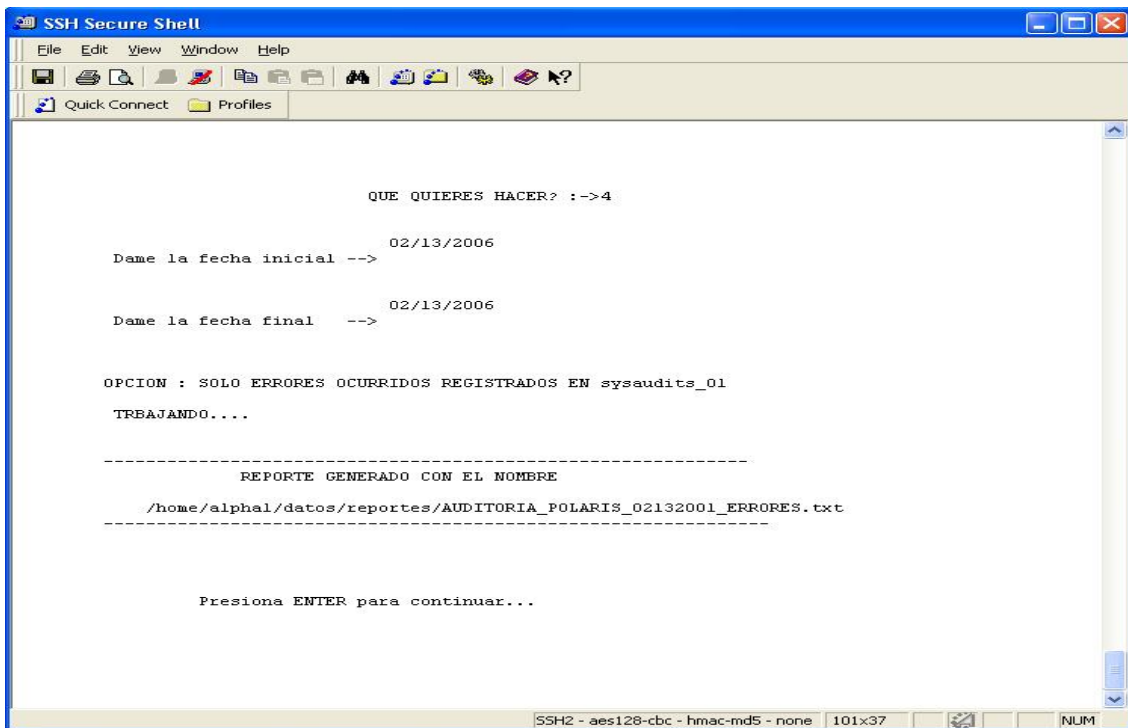 SSH Secure Shell
File Edit View Window Help
Quick Connect Profiles
QUE QUIERES HACER? :->4
02/13/2006
Dame la fecha inicial -->
02/13/2006
Dame la fecha final -->
OPCION : SOLO ERRORES OCURRIDOS REGISTRADOS EN sysaudits_01
TRBAJANDO....
--------------------------------------------------------------
REPORTE GENERADO CON EL NOMBRE
/home/alphal/datos/reportes/AUDITORIA_POLARIS_02132001_ERRORES.txt
----------------------------------------------------------------
Presiona ENTER para continuar...
SSH2 - aes128-cbc - hmac-md5 - none 101x37 NUM